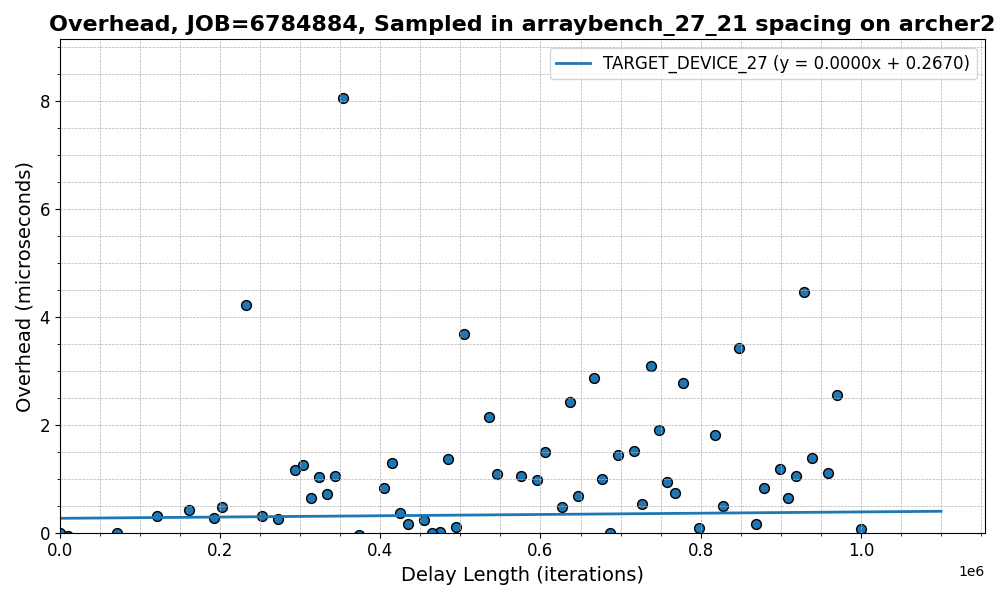 Overhead, JOB=6784884, Sampled in arraybench_27_21 spacing on archer2
TARGET_DEVICE_27 (y = 0.0000x + 0.2670)
Overhead (microseconds)
8
6
4
2
0
0.0 0.2 0.4 0.6 0.8 1.0
1e6
Delay Length (iterations)